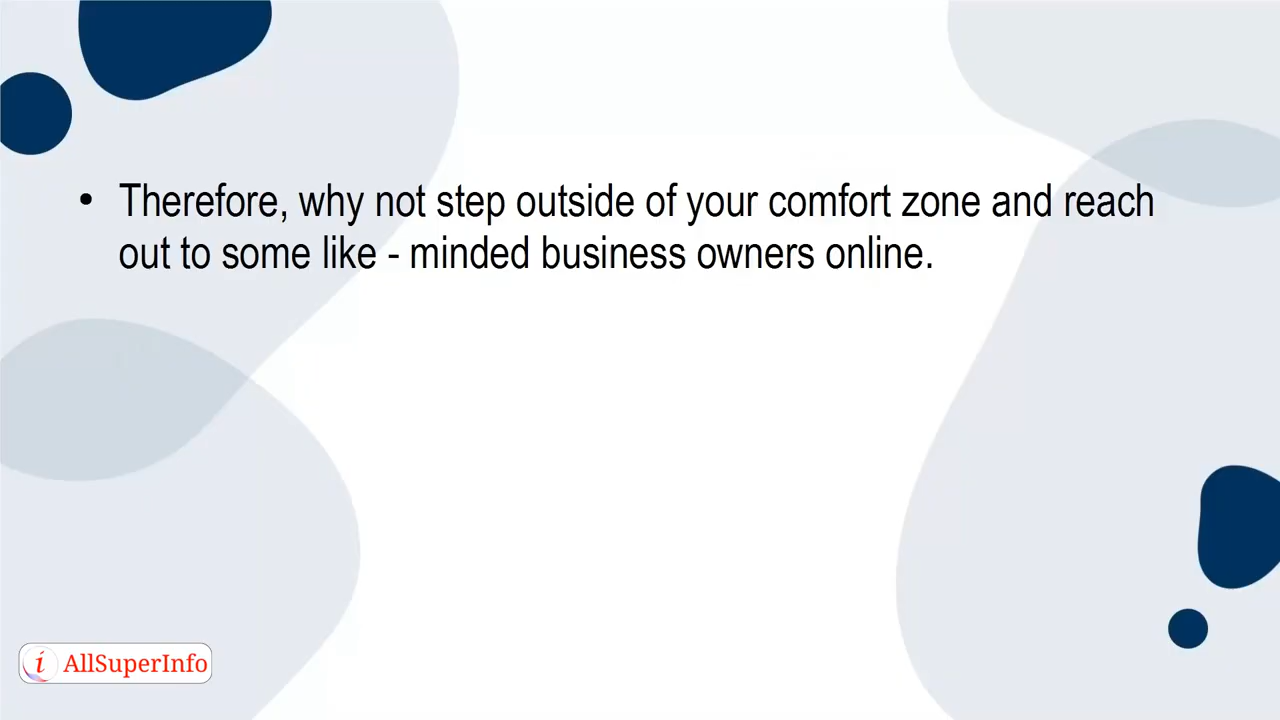 • Therefore, why not step outside of your comfort zone and reach
out to some like - minded business owners online.
i AllSuperInfo